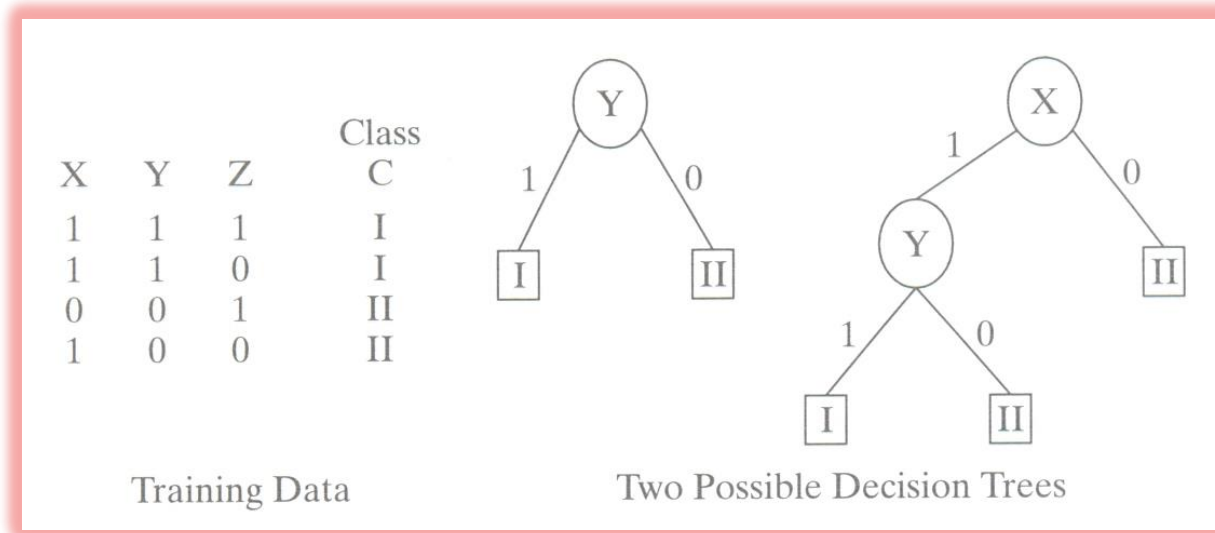 Class
X Y Z C
1 1 1 I
1 1 0 I
0 0 1 II
1 0 0 II
Training Data
Y
1 0
I II
X
1 0
Y II
1 0
I II
Two Possible Decision Trees